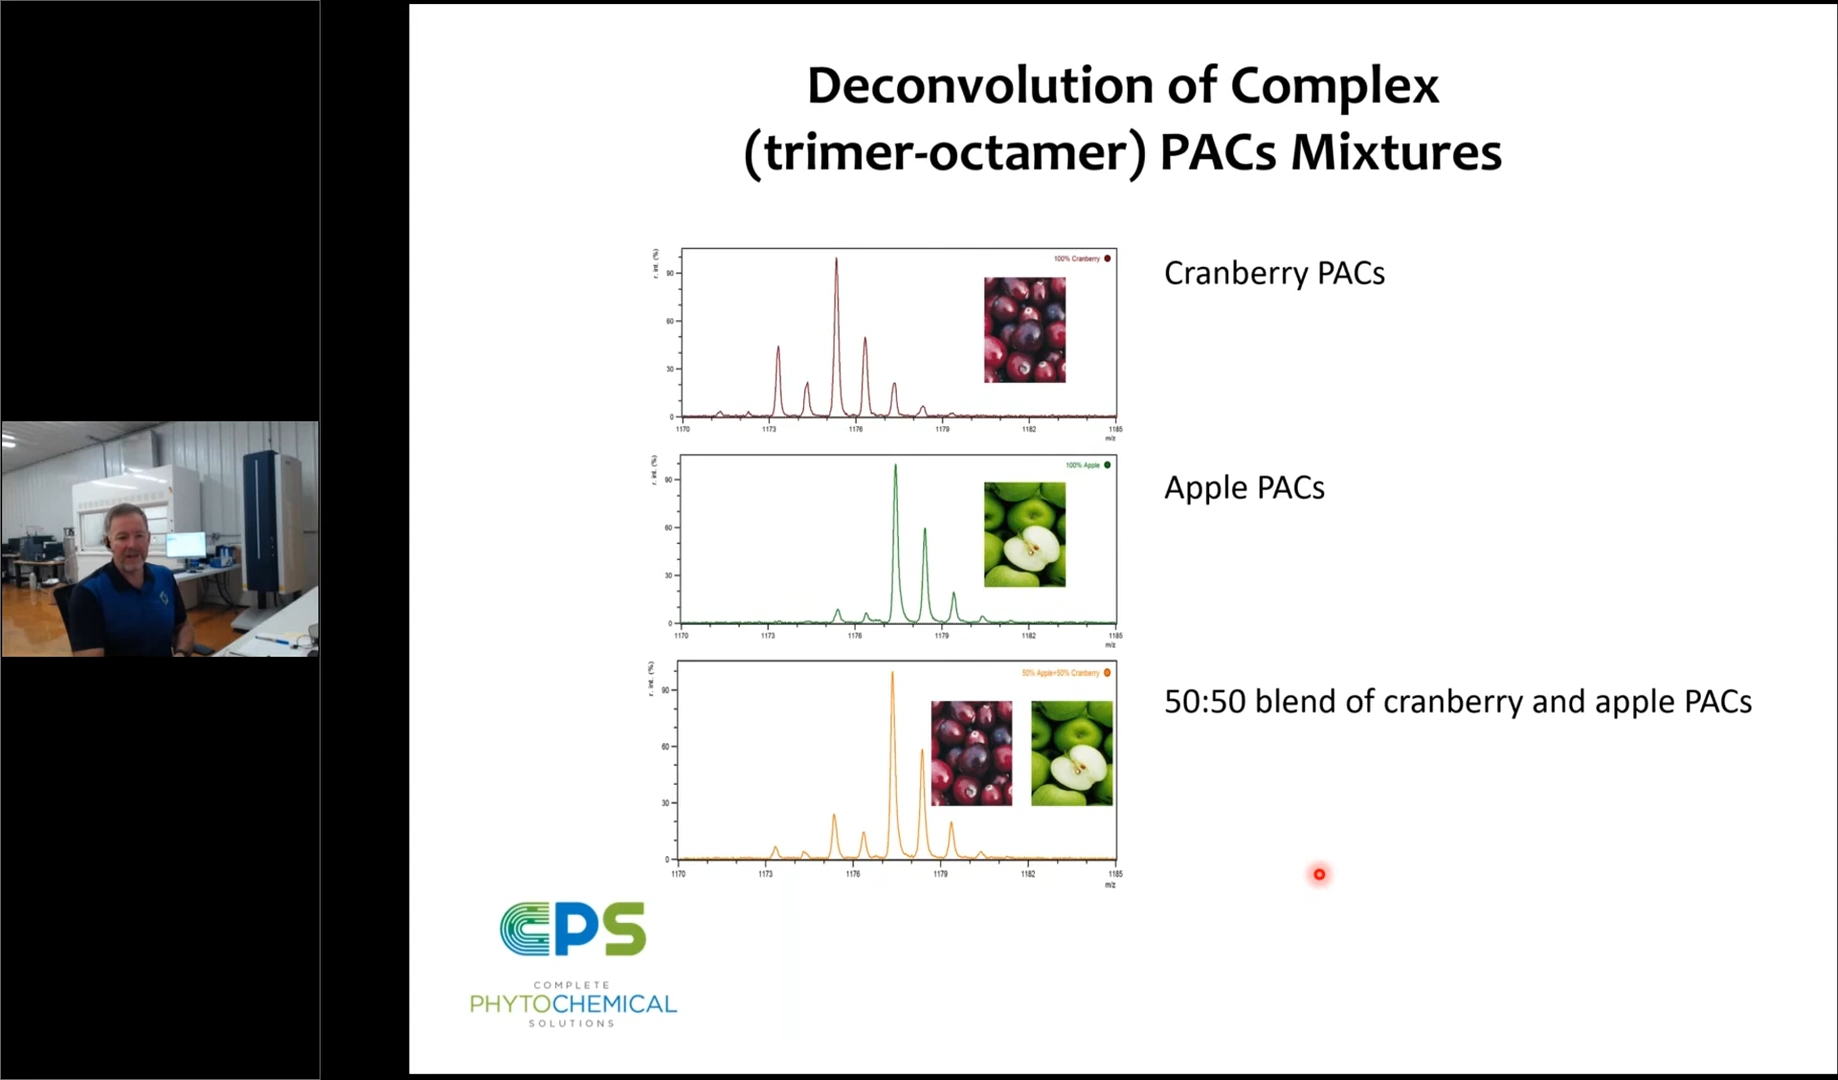 Deconvolution of Complex
(trimer-octamer) PACs Mixtures
r. int. (%)
100% Cranberry
90
60
30
0
1170 1173 1176 1179 1182 1185
m/z
Cranberry PACs
r. int. (%)
100% Apple
90
60
30
0
1170 1173 1176 1179 1182 1185
m/z
Apple PACs
r. int. (%)
50% Apple+50% Cranberry
90
60
30
0
1170 1173 1176 1179 1182 1185
m/z
50:50 blend of cranberry and apple PACs
CPS
COMPLETE
PHYTOCHEMICAL
SOLUTIONS